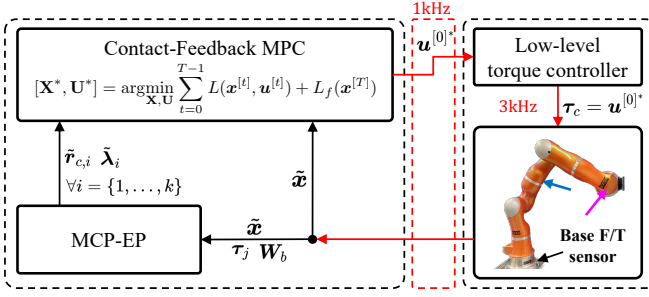 1kHz
Contact-Feedback MPC
[X*, U*] = argmin_{X,U} \sum_{t=0}^{T-1} L(x^{[t]}, u^{[t]}) + L_f(x^{[T]})
u^{[0]*}
Low-level
torque controller
3kHz
τ_c = u^{[0]*}
r̃_{c,i} λ̃_i
∀i = {1, . . . , k}
x̃
MCP-EP
x̃
τ_j W_b
Base F/T
sensor